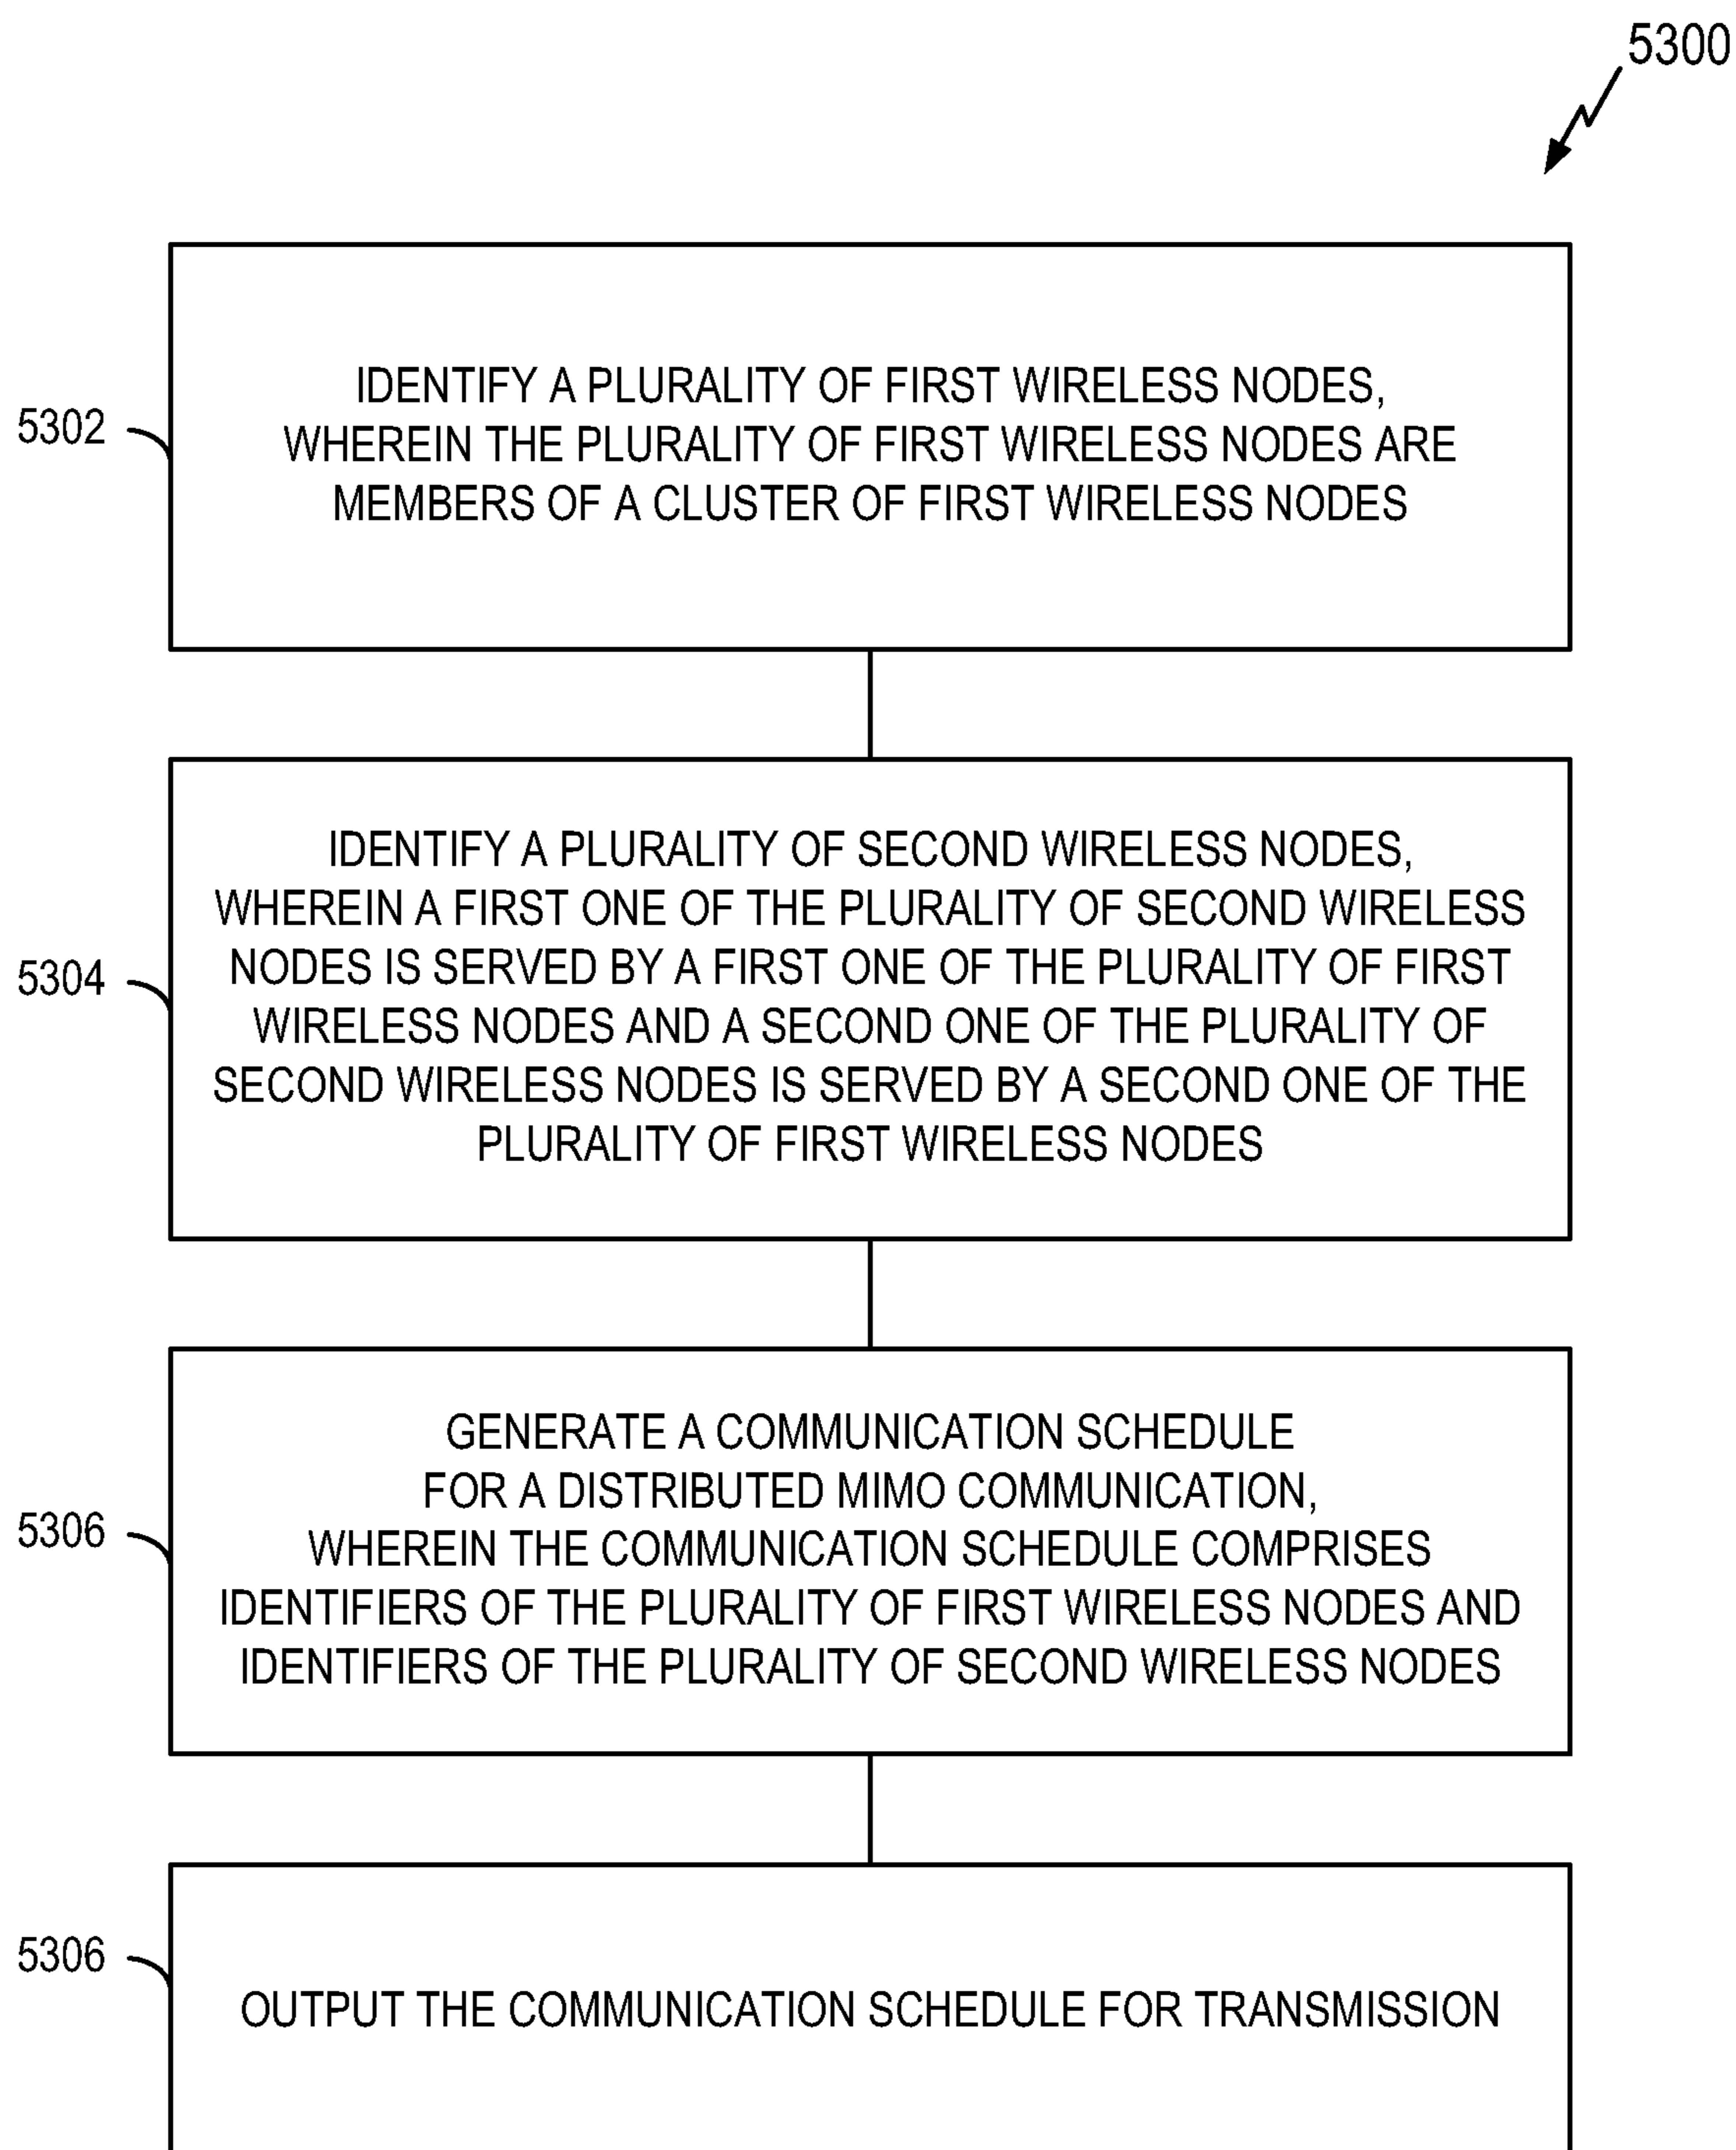 5300
5302
IDENTIFY A PLURALITY OF FIRST WIRELESS NODES,
WHEREIN THE PLURALITY OF FIRST WIRELESS NODES ARE
MEMBERS OF A CLUSTER OF FIRST WIRELESS NODES
5304
IDENTIFY A PLURALITY OF SECOND WIRELESS NODES,
WHEREIN A FIRST ONE OF THE PLURALITY OF SECOND WIRELESS
NODES IS SERVED BY A FIRST ONE OF THE PLURALITY OF FIRST
WIRELESS NODES AND A SECOND ONE OF THE PLURALITY OF
SECOND WIRELESS NODES IS SERVED BY A SECOND ONE OF THE
PLURALITY OF FIRST WIRELESS NODES
5306
GENERATE A COMMUNICATION SCHEDULE
FOR A DISTRIBUTED MIMO COMMUNICATION,
WHEREIN THE COMMUNICATION SCHEDULE COMPRISES
IDENTIFIERS OF THE PLURALITY OF FIRST WIRELESS NODES AND
IDENTIFIERS OF THE PLURALITY OF SECOND WIRELESS NODES
5306
OUTPUT THE COMMUNICATION SCHEDULE FOR TRANSMISSION